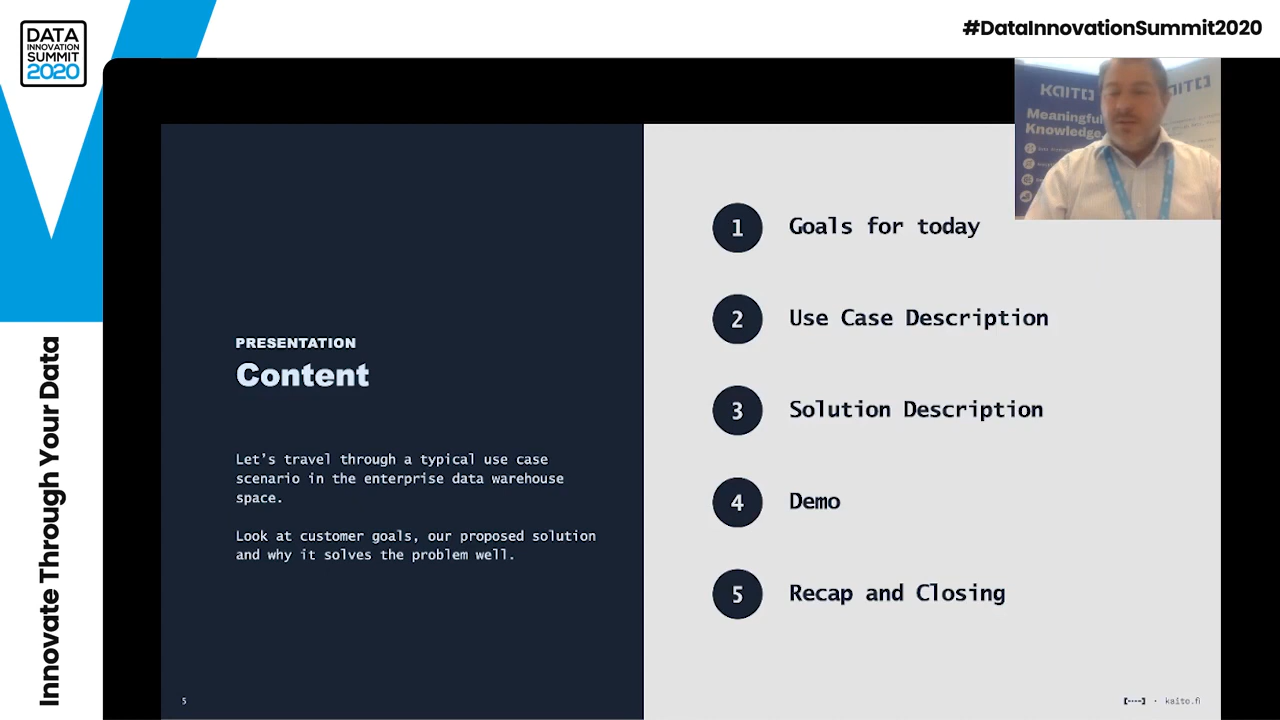 DATA
INNOVATION
SUMMIT
2020
#DataInnovationSummit2020
KAITO
Meaningful
Knowledge
PRESENTATION
Content
Let's travel through a typical use case
scenario in the enterprise data warehouse
space.
Look at customer goals, our proposed solution
and why it solves the problem well.
1 Goals for today
2 Use Case Description
3 Solution Description
4 Demo
5 Recap and Closing
5
[----] · kaito.fi
Innovate Through Your Data